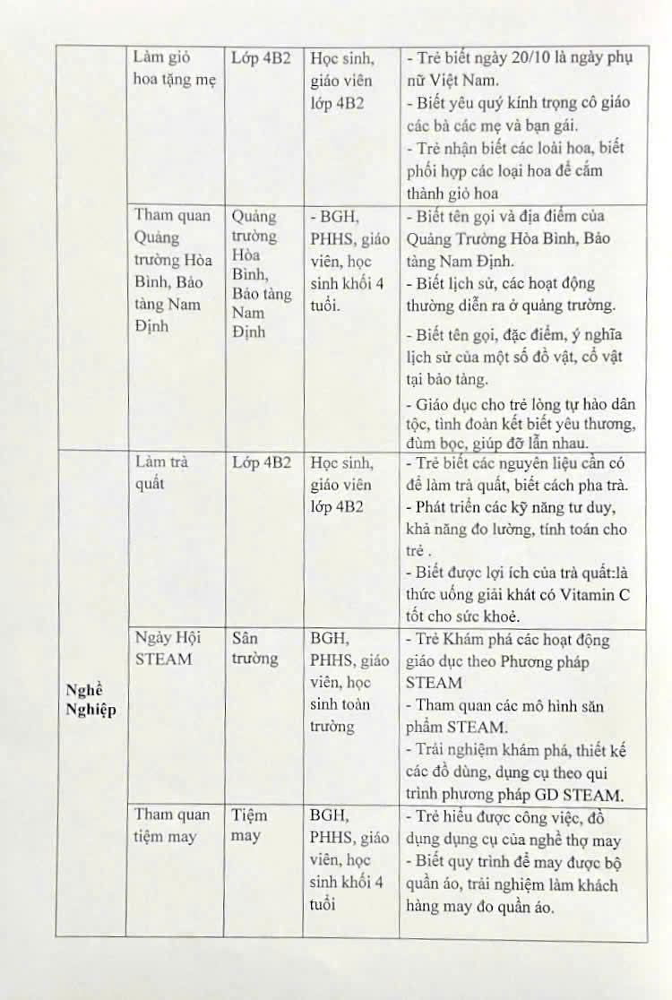 Làm giỏ
hoa tặng mẹ
Lớp 4B2
Học sinh,
giáo viên
lớp 4B2
- Trẻ biết ngày 20/10 là ngày phụ
nữ Việt Nam.
- Biết yêu quý kính trọng cô giáo
các bà các mẹ và bạn gái.
- Trẻ nhận biết các loài hoa, biết
phối hợp các loại hoa để cắm
thành giỏ hoa
Tham quan
Quảng
trường Hòa
Bình, Bảo
tàng Nam
Định
Quảng
trường
Hòa
Bình,
Bảo tàng
Nam
Định
- BGH,
PHHS, giáo
viên, học
sinh khối 4
tuổi.
- Biết tên gọi và địa điểm của
Quảng Trường Hòa Bình, Bảo
tàng Nam Định.
- Biết lịch sử, các hoạt động
thường diễn ra ở quảng trường.
- Biết tên gọi, đặc điểm, ý nghĩa
lịch sử của một số đồ vật, cổ vật
tại bảo tàng.
- Giáo dục cho trẻ lòng tự hào dân
tộc, tình đoàn kết biết yêu thương,
đùm bọc, giúp đỡ lẫn nhau.
Nghề
Nghiệp
Làm trà
quất
Lớp 4B2
Học sinh,
giáo viên
lớp 4B2
- Trẻ biết các nguyên liệu cần có
để làm trà quất, biết cách pha trà.
- Phát triển các kỹ năng tư duy,
khả năng đo lường, tính toán cho
trẻ .
- Biết được lợi ích của trà quất:là
thức uống giải khát có Vitamin C
tốt cho sức khoẻ.
Ngày Hội
STEAM
Sân
trường
BGH,
PHHS, giáo
viên, học
sinh toàn
trường
- Trẻ Khám phá các hoạt động
giáo dục theo Phương pháp
STEAM
- Tham quan các mô hình săn
phẩm STEAM.
- Trải nghiệm khám phá, thiết kế
các đồ dùng, dụng cụ theo qui
trình phương pháp GD STEAM.
Tham quan
tiệm may
Tiệm
may
BGH,
PHHS, giáo
viên, học
sinh khối 4
tuổi
- Trẻ hiểu được công việc, đồ
dụng dụng cụ của nghề thợ may
- Biết quy trình để may được bộ
quần áo, trải nghiệm làm khách
hàng may đo quần áo.